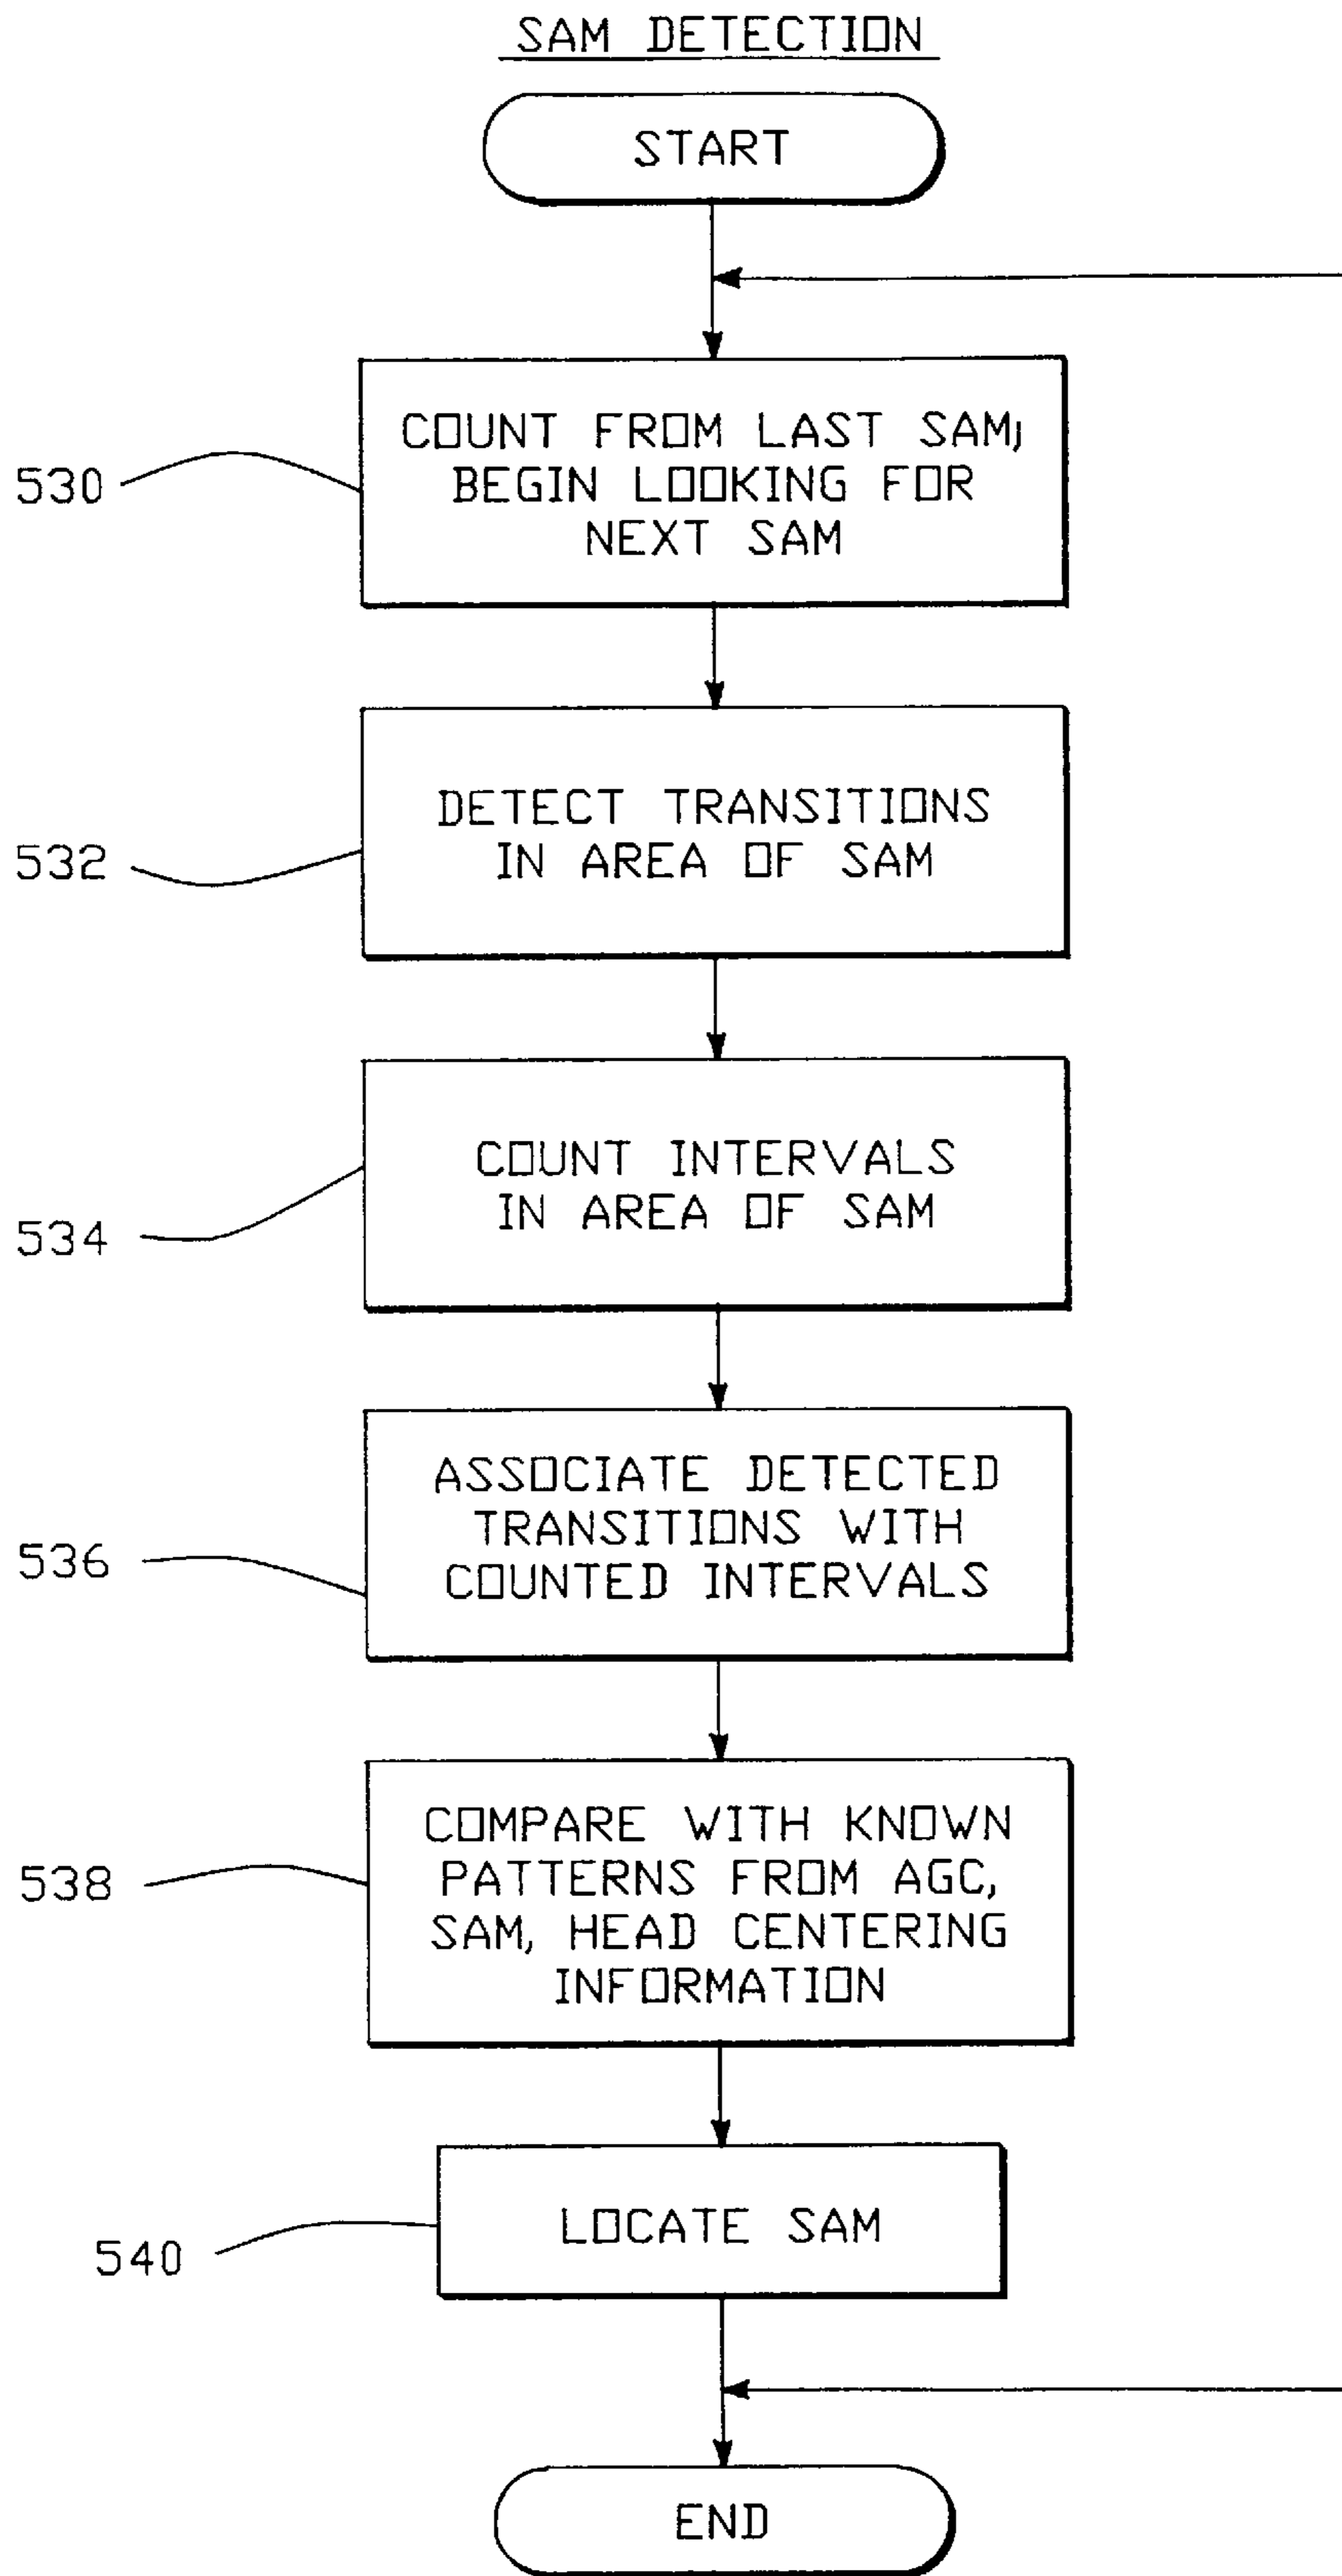 SAM DETECTION
START
COUNT FROM LAST SAM;
BEGIN LOOKING FOR
NEXT SAM
530
DETECT TRANSITIONS
IN AREA OF SAM
532
COUNT INTERVALS
IN AREA OF SAM
534
ASSOCIATE DETECTED
TRANSITIONS WITH
COUNTED INTERVALS
536
COMPARE WITH KNOWN
PATTERNS FROM AGC,
SAM, HEAD CENTERING
INFORMATION
538
LOCATE SAM
540
END